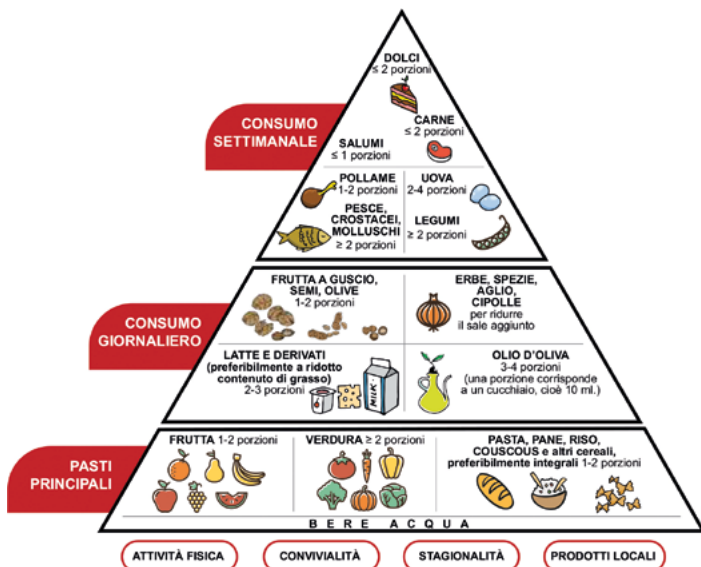 DOLCI
≤ 2 porzioni
CONSUMO
SETTIMANALE
CARNE
≤ 2 porzioni
SALUMI
≤ 1 porzioni
POLLAME
1-2 porzioni
UOVA
2-4 porzioni
PESCE,
CROSTACEI,
MOLLUSCHI
≥ 2 porzioni
LEGUMI
≥ 2 porzioni
CONSUMO
GIORNALIERO
FRUTTA A GUSCIO,
SEMI, OLIVE
1-2 porzioni
ERBE, SPEZIE,
AGLIO,
CIPOLLE
per ridurre
il sale aggiunto
LATTE E DERIVATI
(preferibilmente a ridotto
contenuto di grasso)
2-3 porzioni
MILK
OLIO D'OLIVA
3-4 porzioni
(una porzione corrisponde
a un cucchiaio, cioè 10 ml.)
PASTI
PRINCIPALI
FRUTTA 1-2 porzioni
VERDURA ≥ 2 porzioni
PASTA, PANE, RISO,
COUSCOUS e altri cereali,
preferibilmente integrali 1-2 porzioni
BERE ACQUA
ATTIVITÀ FISICA
CONVIVIALITÀ
STAGIONALITÀ
PRODOTTI LOCALI